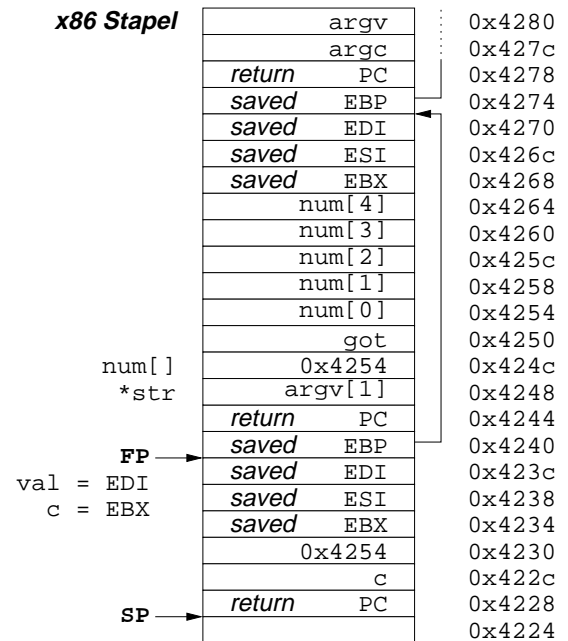 x86 Stapel argv 0x4280
argc 0x427c
return PC 0x4278
saved EBP 0x4274
saved EDI 0x4270
saved ESI 0x426c
saved EBX 0x4268
num[4] 0x4264
num[3] 0x4260
num[2] 0x425c
num[1] 0x4258
num[0] 0x4254
got 0x4250
num[] 0x4254 0x424c
*str argv[1] 0x4248
return PC 0x4244
saved EBP 0x4240
FP
saved EDI 0x423c
val = EDI
saved ESI 0x4238
c = EBX
saved EBX 0x4234
0x4254 0x4230
c 0x422c
return PC 0x4228
SP
0x4224